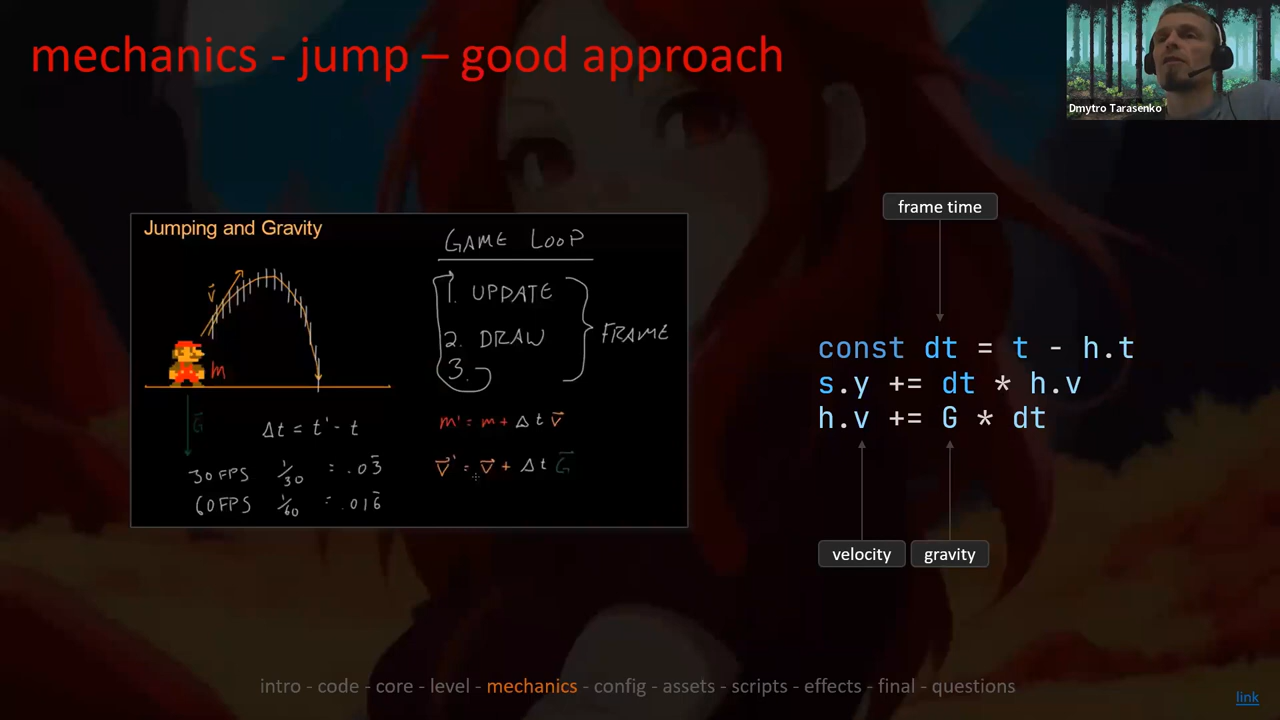 mechanics - jump – good approach
Dmytro Tarasenko
Jumping and Gravity
v
m
G
Δt = t' - t
30 FPS 1/30 = .03̅
60 FPS 1/60 = .016̅
GAME LOOP
1. UPDATE
2. DRAW
3.
FRAME
m' = m + Δt v⃗
v⃗' = v⃗ + Δt G⃗
frame time
const dt = t - h.t
s.y += dt * h.v
h.v += G * dt
velocity
gravity
intro - code - core - level - mechanics - config - assets - scripts - effects - final - questions
link